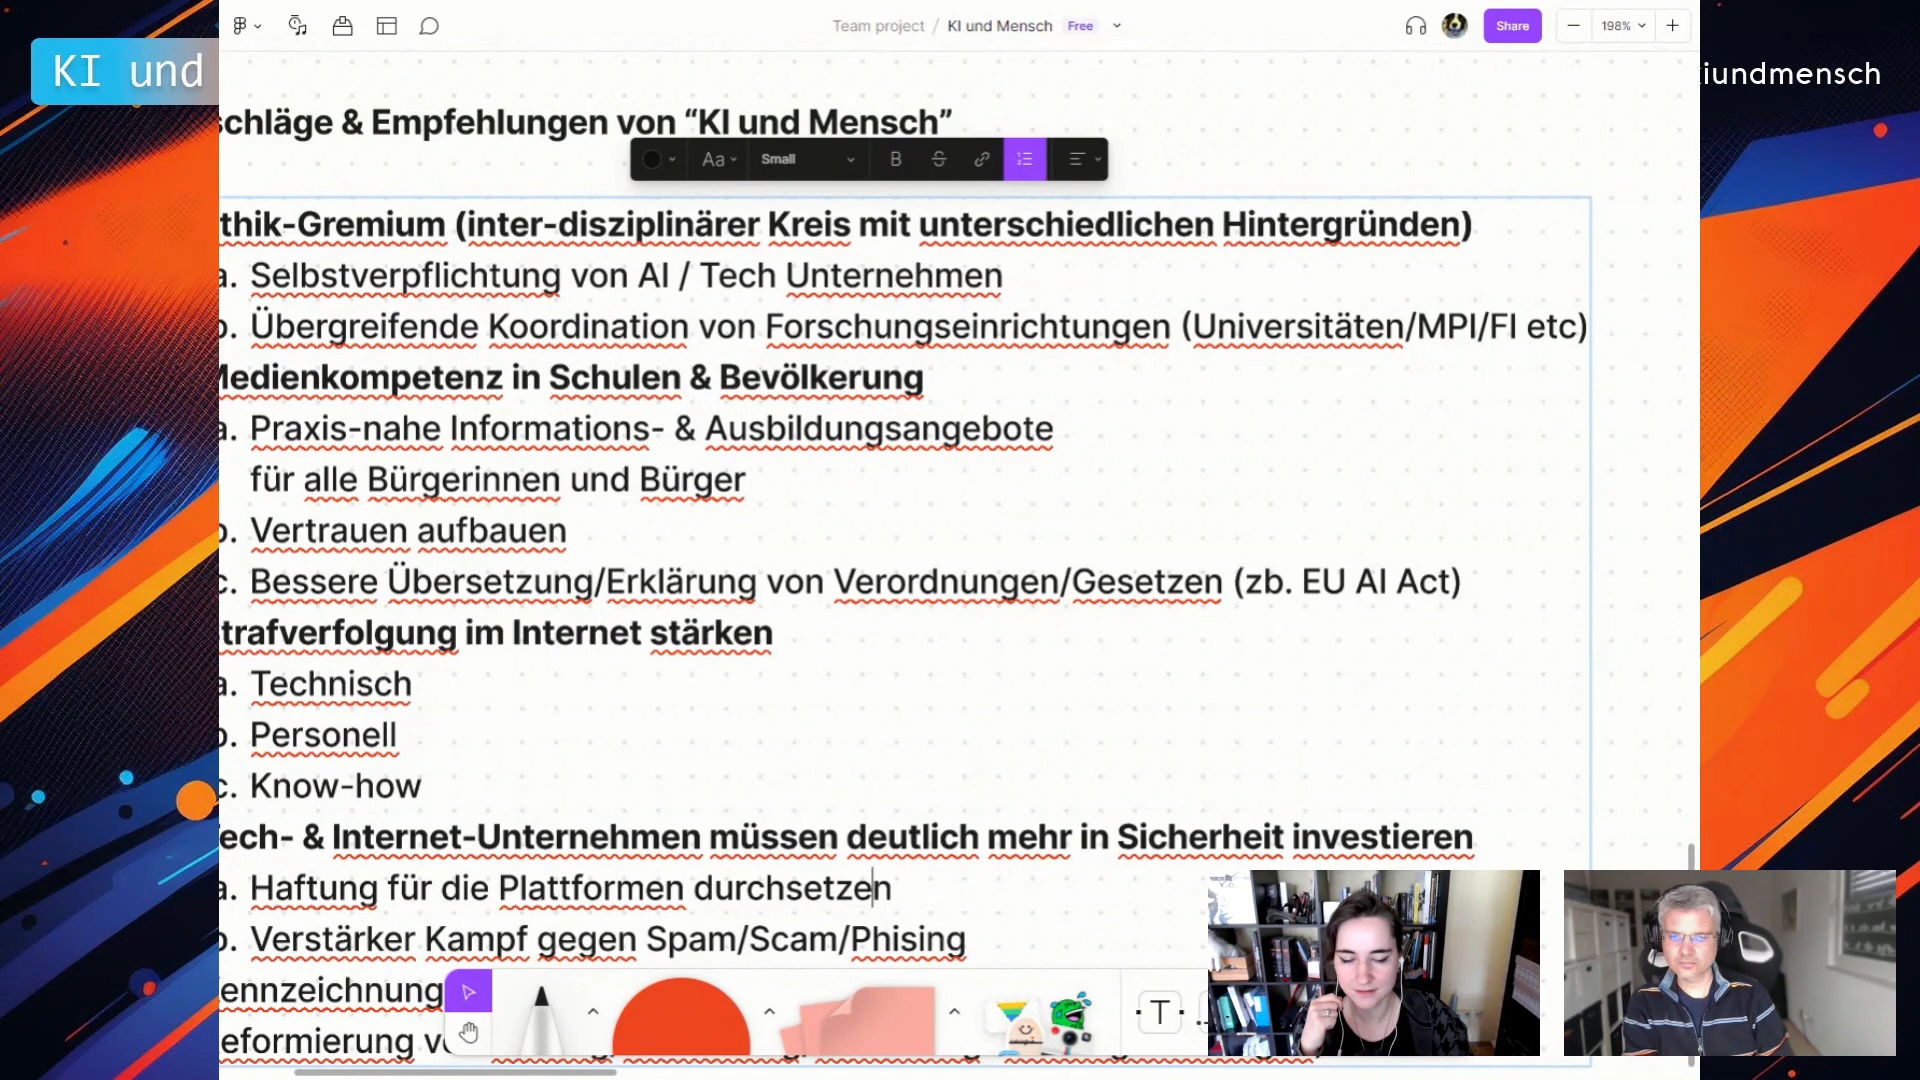 KI und
Team project / KI und Mensch Free
Share
198%
iundmensch
schläge & Empfehlungen von “KI und Mensch”
Aa
Small
B
S
thik-Gremium (inter-disziplinärer Kreis mit unterschiedlichen Hintergründen)
a. Selbstverpflichtung von AI / Tech Unternehmen
b. Übergreifende Koordination von Forschungseinrichtungen (Universitäten/MPI/FI etc)
Medienkompetenz in Schulen & Bevölkerung
a. Praxis-nahe Informations- & Ausbildungsangebote
für alle Bürgerinnen und Bürger
b. Vertrauen aufbauen
c. Bessere Übersetzung/Erklärung von Verordnungen/Gesetzen (zb. EU AI Act)
Strafverfolgung im Internet stärken
a. Technisch
b. Personell
c. Know-how
Tech- & Internet-Unternehmen müssen deutlich mehr in Sicherheit investieren
a. Haftung für die Plattformen durchsetzen
b. Verstärker Kampf gegen Spam/Scam/Phising
ennzeichnung
eformierung
T